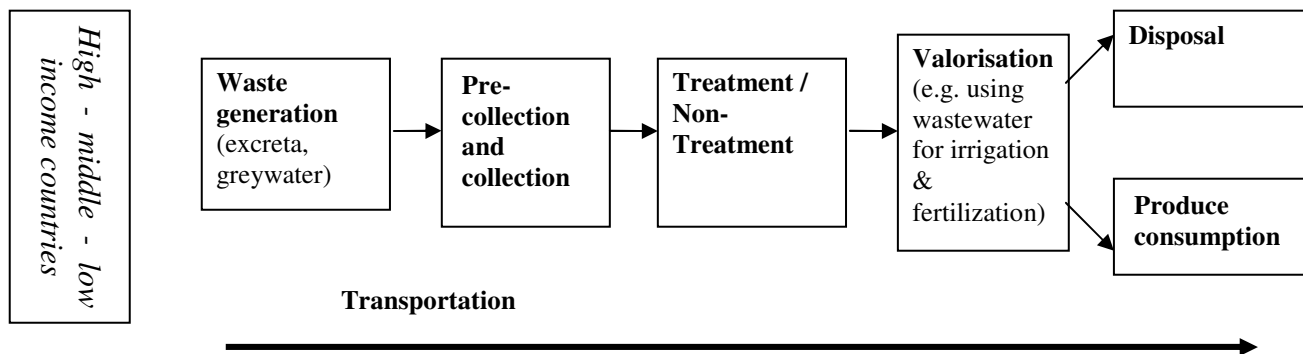 High - middle - low
income countries
Waste
generation
(excreta,
greywater)
Pre-
collection
and
collection
Treatment /
Non-
Treatment
Valorisation
(e.g. using
wastewater
for irrigation
&
fertilization)
Disposal
Produce
consumption
Transportation